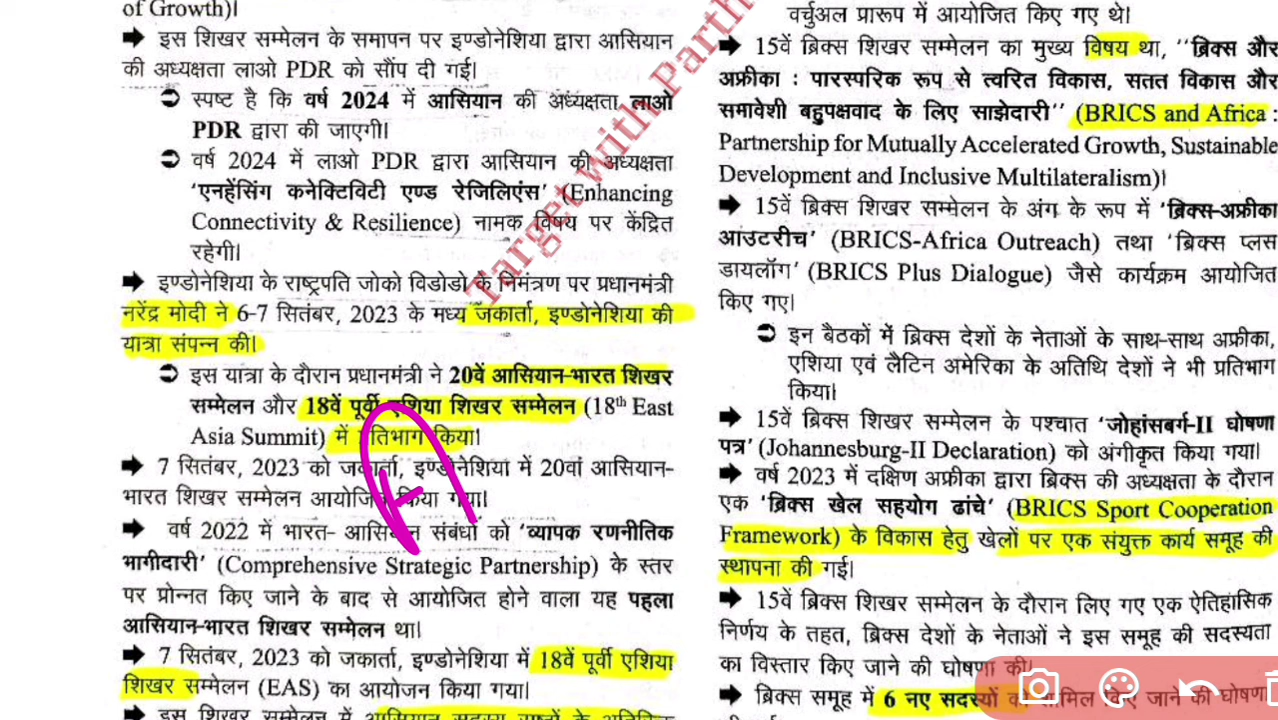 of Growth)।
➡ इस शिखर सम्मेलन के समापन पर इण्डोनेशिया द्वारा आसियान
की अध्यक्षता लाओ PDR को सौंप दी गई।
➲ स्पष्ट है कि वर्ष 2024 में आसियान की अध्यक्षता लाओ
PDR द्वारा की जाएगी।
➲ वर्ष 2024 में लाओ PDR द्वारा आसियान की अध्यक्षता
'एनहेंसिंग कनेक्टिविटी एण्ड रेजिलिएंस' (Enhancing
Connectivity & Resilience) नामक विषय पर केंद्रित
रहेगी।
➡ इण्डोनेशिया के राष्ट्रपति जोको विडोडो के निमंत्रण पर प्रधानमंत्री
नरेंद्र मोदी ने 6-7 सितंबर, 2023 के मध्य जकार्ता, इण्डोनेशिया की
यात्रा संपन्न की।
➲ इस यात्रा के दौरान प्रधानमंत्री ने 20वें आसियान-भारत शिखर
सम्मेलन और 18वें पूर्वी एशिया शिखर सम्मेलन (18th East
Asia Summit) में प्रतिभाग किया।
➡ 7 सितंबर, 2023 को जकार्ता, इण्डोनेशिया में 20वां आसियान-
भारत शिखर सम्मेलन आयोजित किया गया।
➡ वर्ष 2022 में भारत- आसियान संबंधों को 'व्यापक रणनीतिक
भागीदारी' (Comprehensive Strategic Partnership) के स्तर
पर प्रोन्नत किए जाने के बाद से आयोजित होने वाला यह पहला
आसियान-भारत शिखर सम्मेलन था।
➡ 7 सितंबर, 2023 को जकार्ता, इण्डोनेशिया में 18वें पूर्वी एशिया
शिखर सम्मेलन (EAS) का आयोजन किया गया।
➡ इस शिखर सम्मेलन में आसियान सदस्य राष्ट्रों के अतिरिक्त
वर्चुअल प्रारूप में आयोजित किए गए थे।
➡ 15वें ब्रिक्स शिखर सम्मेलन का मुख्य विषय था, ''ब्रिक्स और
अफ्रीका : पारस्परिक रूप से त्वरित विकास, सतत विकास और
समावेशी बहुपक्षवाद के लिए साझेदारी'' (BRICS and Africa :
Partnership for Mutually Accelerated Growth, Sustainable
Development and Inclusive Multilateralism)।
➡ 15वें ब्रिक्स शिखर सम्मेलन के अंग के रूप में 'ब्रिक्स-अफ्रीका
आउटरीच' (BRICS-Africa Outreach) तथा 'ब्रिक्स प्लस
डायलॉग' (BRICS Plus Dialogue) जैसे कार्यक्रम आयोजित
किए गए।
➲ इन बैठकों में ब्रिक्स देशों के नेताओं के साथ-साथ अफ्रीका,
एशिया एवं लैटिन अमेरिका के अतिथि देशों ने भी प्रतिभाग
किया।
➡ 15वें ब्रिक्स शिखर सम्मेलन के पश्चात 'जोहांसबर्ग-II घोषणा
पत्र' (Johannesburg-II Declaration) को अंगीकृत किया गया।
➡ वर्ष 2023 में दक्षिण अफ्रीका द्वारा ब्रिक्स की अध्यक्षता के दौरान
एक 'ब्रिक्स खेल सहयोग ढांचे' (BRICS Sport Cooperation
Framework) के विकास हेतु खेलों पर एक संयुक्त कार्य समूह की
स्थापना की गई।
➡ 15वें ब्रिक्स शिखर सम्मेलन के दौरान लिए गए एक ऐतिहासिक
निर्णय के तहत, ब्रिक्स देशों के नेताओं ने इस समूह की सदस्यता
का विस्तार किए जाने की घोषणा की।
➡ ब्रिक्स समूह में 6 नए सदस्यों को शामिल किए जाने की घोषणा
Target with Parth